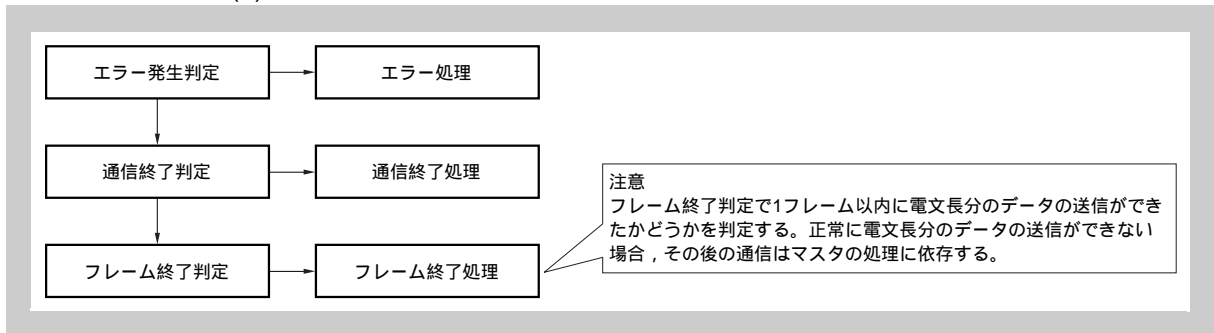 エラー発生判定
エラー処理
通信終了判定
通信終了処理
注意
フレーム終了判定で1フレーム以内に電文長分のデータの送信ができ
たかどうかを判定する。正常に電文長分のデータの送信ができない
場合，その後の通信はマスタの処理に依存する。
フレーム終了判定
フレーム終了処理